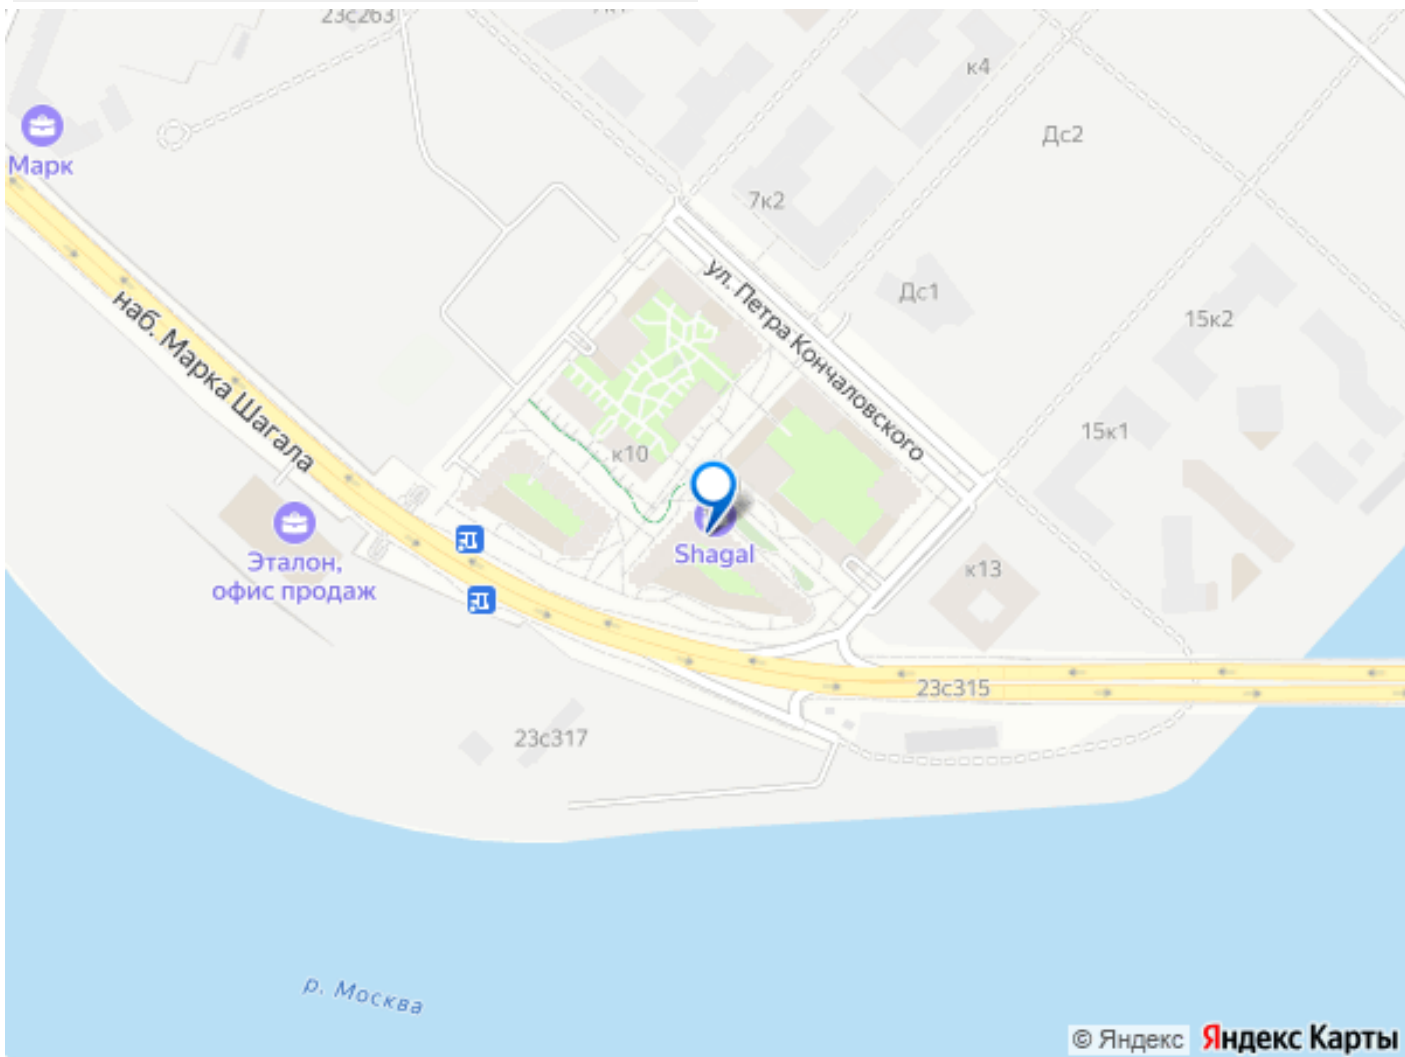 23с263
к4
Дс2
Марк
7к2
ул. Петра Кончаловского
Дс1
15к2
наб. Марка Шагала
15к1
к10
Shagal
Эталон,
офис продаж
к13
23с315
23с317
р. Москва
© Яндекс Яндекс Карты